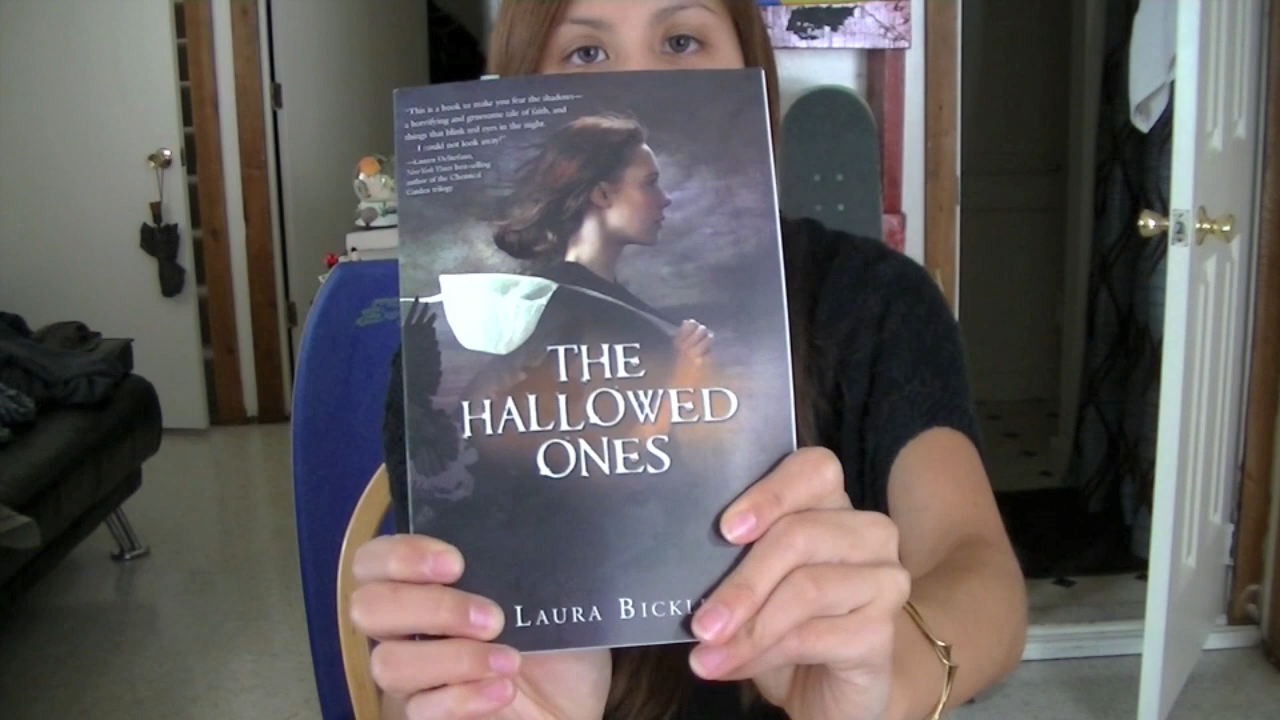 "This is a book to make you fear the shadows—
a horrifying and gruesome tale of faith, and
things that blink red eyes in the night.
I could not look away!"
—Lauren DeStefano,
New York Times best-selling
author of the Chemical
Garden trilogy
THE
HALLOWED
ONES
LAURA BICKL